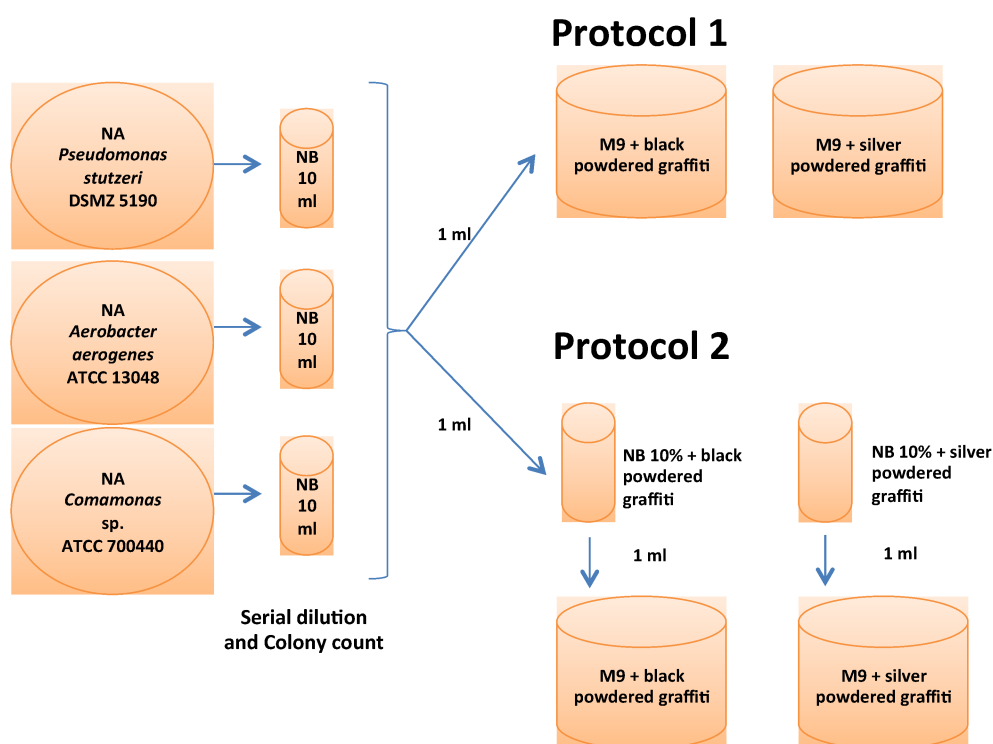 Protocol 1
NA
Pseudomonas
stutzeri
DSMZ 5190
NB
10
ml
M9 + black
powdered graffiti
M9 + silver
powdered graffiti
1 ml
NA
Aerobacter
aerogenes
ATCC 13048
NB
10
ml
Protocol 2
1 ml
NA
Comamonas
sp.
ATCC 700440
NB
10
ml
NB 10% + black
powdered
graffiti
NB 10% + silver
powdered
graffiti
1 ml
1 ml
Serial dilution
and Colony count
M9 + black
powdered graffiti
M9 + silver
powdered graffiti